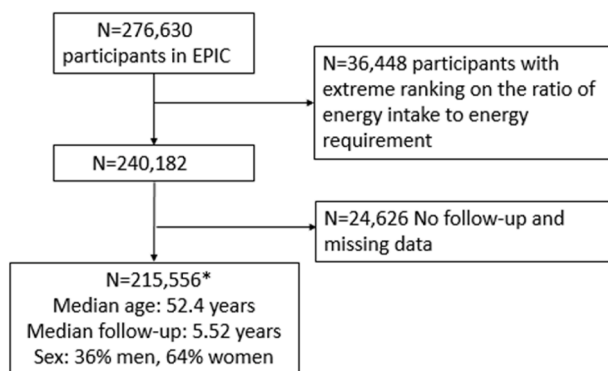 N=276,630
participants in EPIC
N=36,448 participants with
extreme ranking on the ratio of
energy intake to energy
requirement
N=240,182
N=24,626 No follow-up and
missing data
N=215,556*
Median age: 52.4 years
Median follow-up: 5.52 years
Sex: 36% men, 64% women